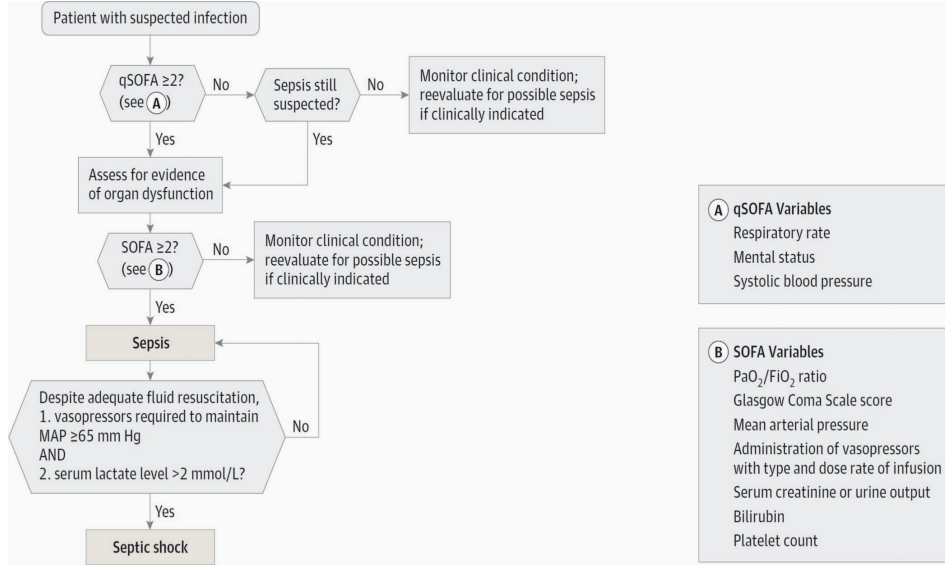 Patient with suspected infection
qSOFA ≥2?
(see A)
No
Sepsis still
suspected?
No
Monitor clinical condition;
reevaluate for possible sepsis
if clinically indicated
Yes
Yes
Assess for evidence
of organ dysfunction
SOFA ≥2?
(see B)
No
Monitor clinical condition;
reevaluate for possible sepsis
if clinically indicated
Yes
Sepsis
Despite adequate fluid resuscitation,
1. vasopressors required to maintain
MAP ≥65 mm Hg
AND
2. serum lactate level >2 mmol/L?
No
Yes
Septic shock
A qSOFA Variables
Respiratory rate
Mental status
Systolic blood pressure
B SOFA Variables
PaO₂/FiO₂ ratio
Glasgow Coma Scale score
Mean arterial pressure
Administration of vasopressors
with type and dose rate of infusion
Serum creatinine or urine output
Bilirubin
Platelet count